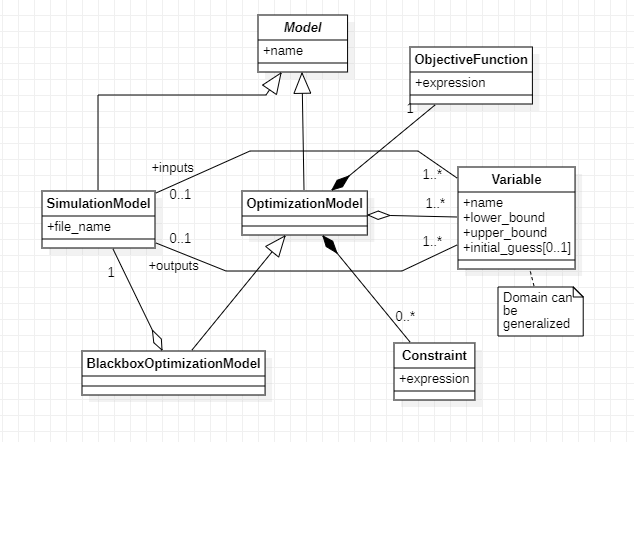 Model
+name
ObjectiveFunction
+expression
1
+inputs
0..1
1..*
SimulationModel
+file_name
OptimizationModel
1..*
Variable
+name
+lower_bound
+upper_bound
+initial_guess[0..1]
0..1
+outputs
1..*
1
Domain can
be
generalized
0..*
BlackboxOptimizationModel
Constraint
+expression